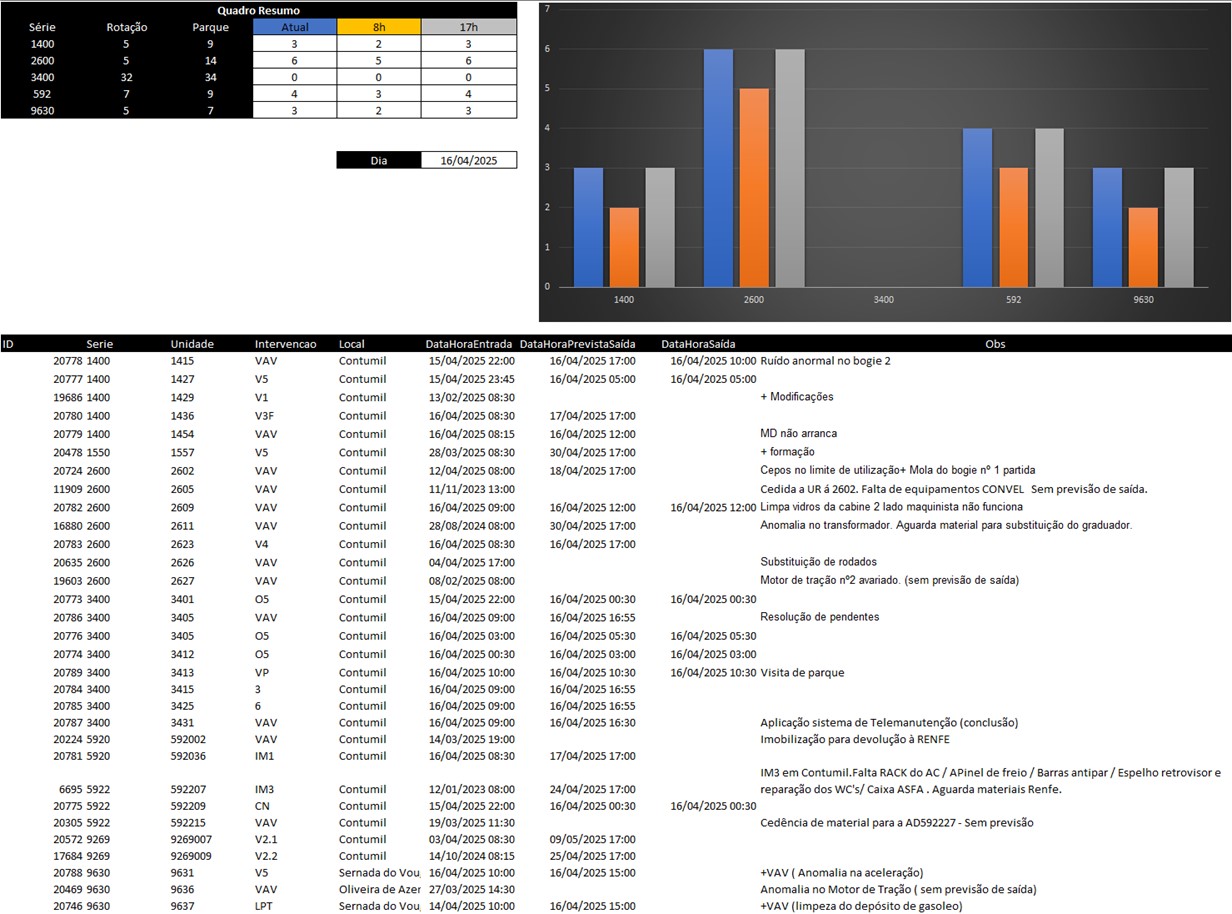 Quadro Resumo
Série Rotação Parque Atual 8h 17h
1400 5 9 3 2 3
2600 5 14 6 5 6
3400 32 34 0 0 0
592 7 9 4 3 4
9630 5 7 3 2 3
Dia 16/04/2025
7
6
5
4
3
2
1
0
1400 2600 3400 592 9630
ID Serie Unidade Intervencao Local DataHoraEntrada DataHoraPrevistaSaída DataHoraSaída Obs
20778 1400 1415 VAV Contumil 15/04/2025 22:00 16/04/2025 17:00 16/04/2025 10:00 Ruído anormal no bogie 2
20777 1400 1427 V5 Contumil 15/04/2025 23:45 16/04/2025 05:00 16/04/2025 05:00
19686 1400 1429 V1 Contumil 13/02/2025 08:30 + Modificações
20780 1400 1436 V3F Contumil 16/04/2025 08:30 17/04/2025 17:00
20779 1400 1454 VAV Contumil 16/04/2025 08:15 16/04/2025 12:00 MD não arranca
20478 1550 1557 V5 Contumil 28/03/2025 08:30 30/04/2025 17:00 + formação
20724 2600 2602 VAV Contumil 12/04/2025 08:00 18/04/2025 17:00 Cepos no limite de utilização+ Mola do bogie nº 1 partida
11909 2600 2605 VAV Contumil 11/11/2023 13:00 Cedida a UR á 2602. Falta de equipamentos CONVEL Sem previsão de saída.
20782 2600 2609 VAV Contumil 16/04/2025 09:00 16/04/2025 12:00 16/04/2025 12:00 Limpa vidros da cabine 2 lado maquinista não funciona
16880 2600 2611 VAV Contumil 28/08/2024 08:00 30/04/2025 17:00 Anomalia no transformador. Aguarda material para substituição do graduador.
20783 2600 2623 V4 Contumil 16/04/2025 08:30 16/04/2025 17:00
20635 2600 2626 VAV Contumil 04/04/2025 17:00 Substituição de rodados
19603 2600 2627 VAV Contumil 08/02/2025 08:00 Motor de tração nº2 avariado. (sem previsão de saída)
20773 3400 3401 O5 Contumil 15/04/2025 22:00 16/04/2025 00:30 16/04/2025 00:30
20786 3400 3405 VAV Contumil 16/04/2025 09:00 16/04/2025 16:55 Resolução de pendentes
20776 3400 3405 O5 Contumil 16/04/2025 03:00 16/04/2025 05:30 16/04/2025 05:30
20774 3400 3412 O5 Contumil 16/04/2025 00:30 16/04/2025 03:00 16/04/2025 03:00
20789 3400 3413 VP Contumil 16/04/2025 10:00 16/04/2025 10:30 16/04/2025 10:30 Visita de parque
20784 3400 3415 3 Contumil 16/04/2025 09:00 16/04/2025 16:55
20785 3400 3425 6 Contumil 16/04/2025 09:00 16/04/2025 16:55
20787 3400 3431 VAV Contumil 16/04/2025 09:00 16/04/2025 16:30 Aplicação sistema de Telemanutenção (conclusão)
20224 5920 592002 VAV Contumil 14/03/2025 19:00 Imobilização para devolução à RENFE
20781 5920 592036 IM1 Contumil 16/04/2025 08:30 17/04/2025 17:00
IM3 em Contumil.Falta RACK do AC / APinel de freio / Barras antipar / Espelho retrovisor e
6695 5922 592207 IM3 Contumil 12/01/2023 08:00 24/04/2025 17:00 reparação dos WC's/ Caixa ASFA . Aguarda materiais Renfe.
20775 5922 592209 CN Contumil 15/04/2025 22:00 16/04/2025 00:30 16/04/2025 00:30
20305 5922 592215 VAV Contumil 19/03/2025 11:30 Cedência de material para a AD592227 - Sem previsão
20572 9269 9269007 V2.1 Contumil 03/04/2025 08:30 09/05/2025 17:00
17684 9269 9269009 V2.2 Contumil 14/10/2024 08:15 25/04/2025 17:00
20788 9630 9631 V5 Sernada do Vou 16/04/2025 10:00 16/04/2025 15:00 +VAV ( Anomalia na aceleração)
20469 9630 9636 VAV Oliveira de Azer 27/03/2025 14:30 Anomalia no Motor de Tração ( sem previsão de saída)
20746 9630 9637 LPT Sernada do Vou 14/04/2025 10:00 16/04/2025 15:00 +VAV (limpeza do depósito de gasoleo)